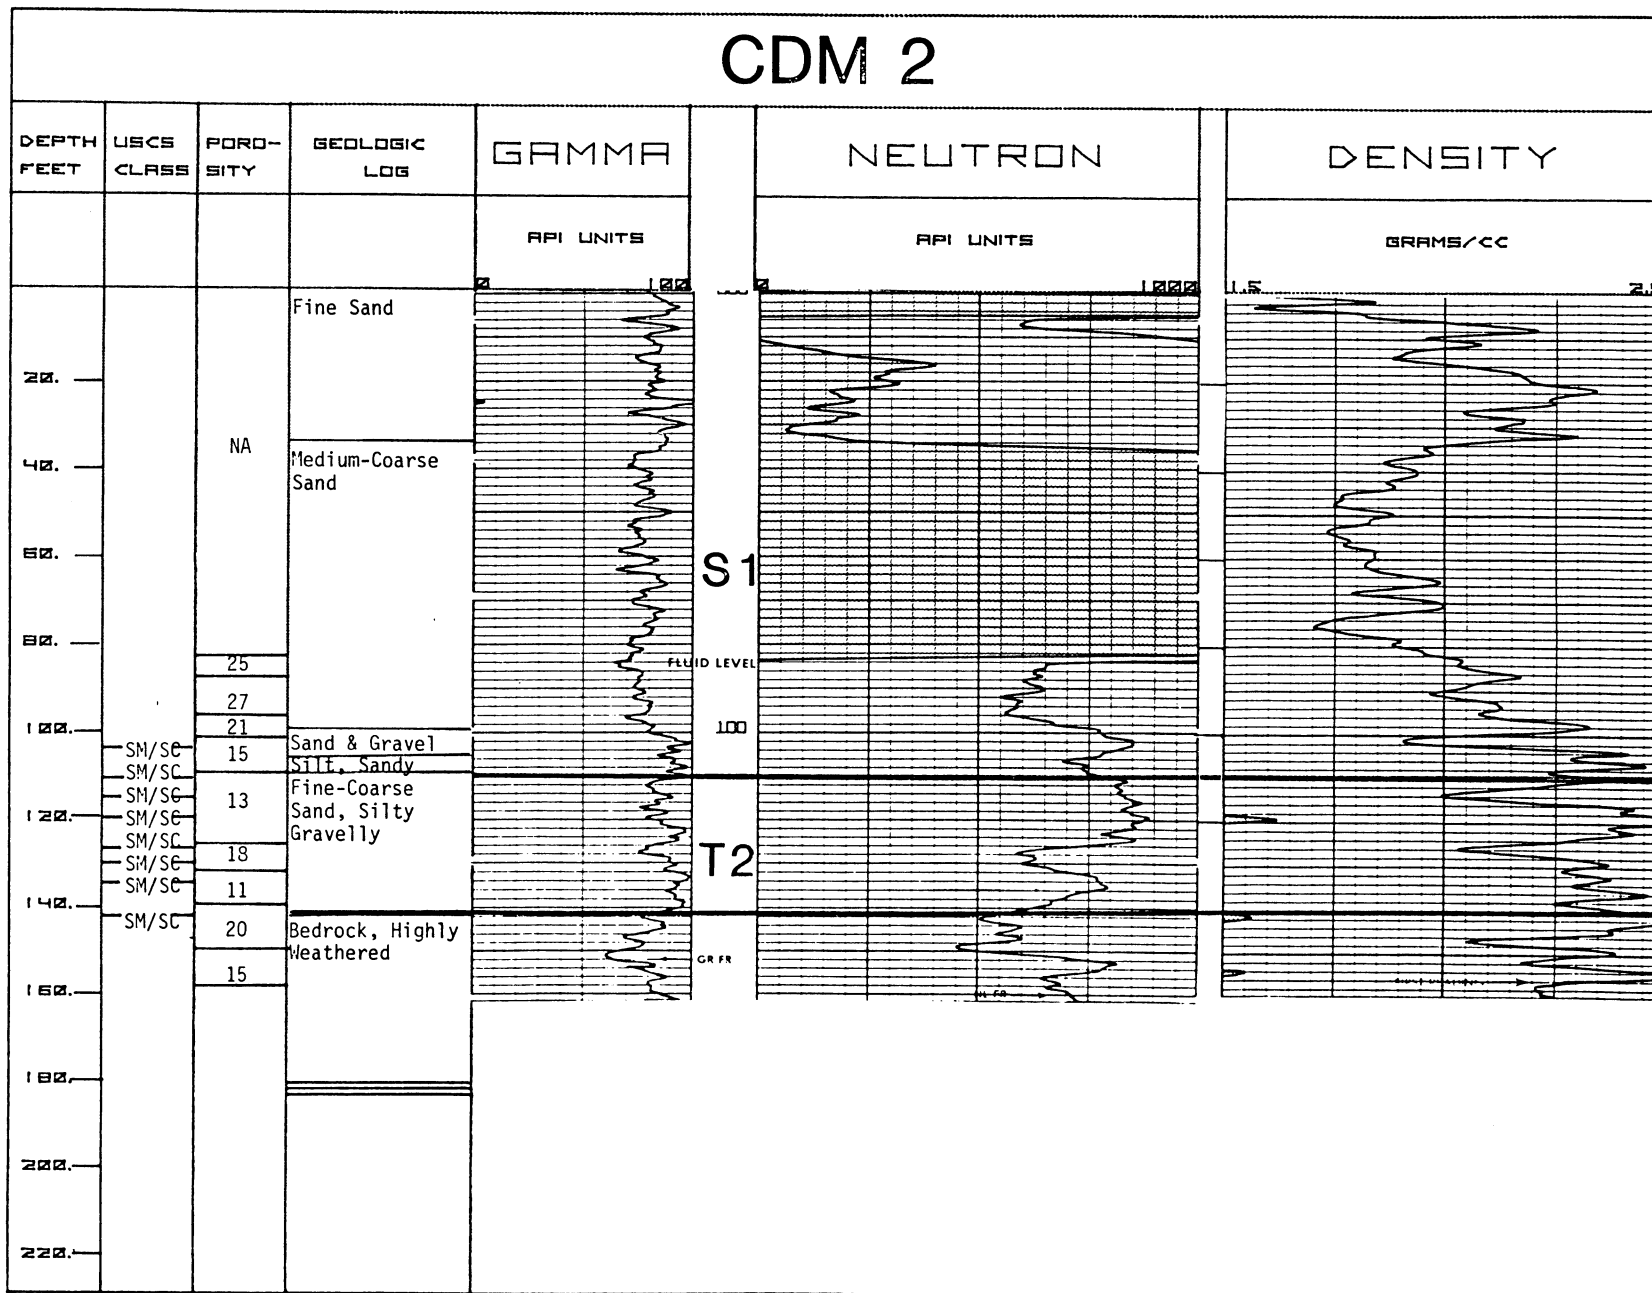 CDM 2
DEPTH FEET
USCS CLASS
PORO-SITY
GEOLOGIC LOG
GAMMA
NEUTRON
DENSITY
API UNITS
API UNITS
GRAMS/CC
0 100
0 1000
1.5 2.
Fine Sand
20.
NA
40.
Medium-Coarse
Sand
60.
S1
80.
25
FLUID LEVEL
27
100.
21
100
SM/SC
15
Sand & Gravel
SM/SC
Silt, Sandy
SM/SC
13
Fine-Coarse
Sand, Silty
Gravelly
120.
SM/SC
SM/SC
18
T2
SM/SC
SM/SC
11
140.
SM/SC
20
Bedrock, Highly
Weathered
GR FR
15
160.
180.
200.
220.